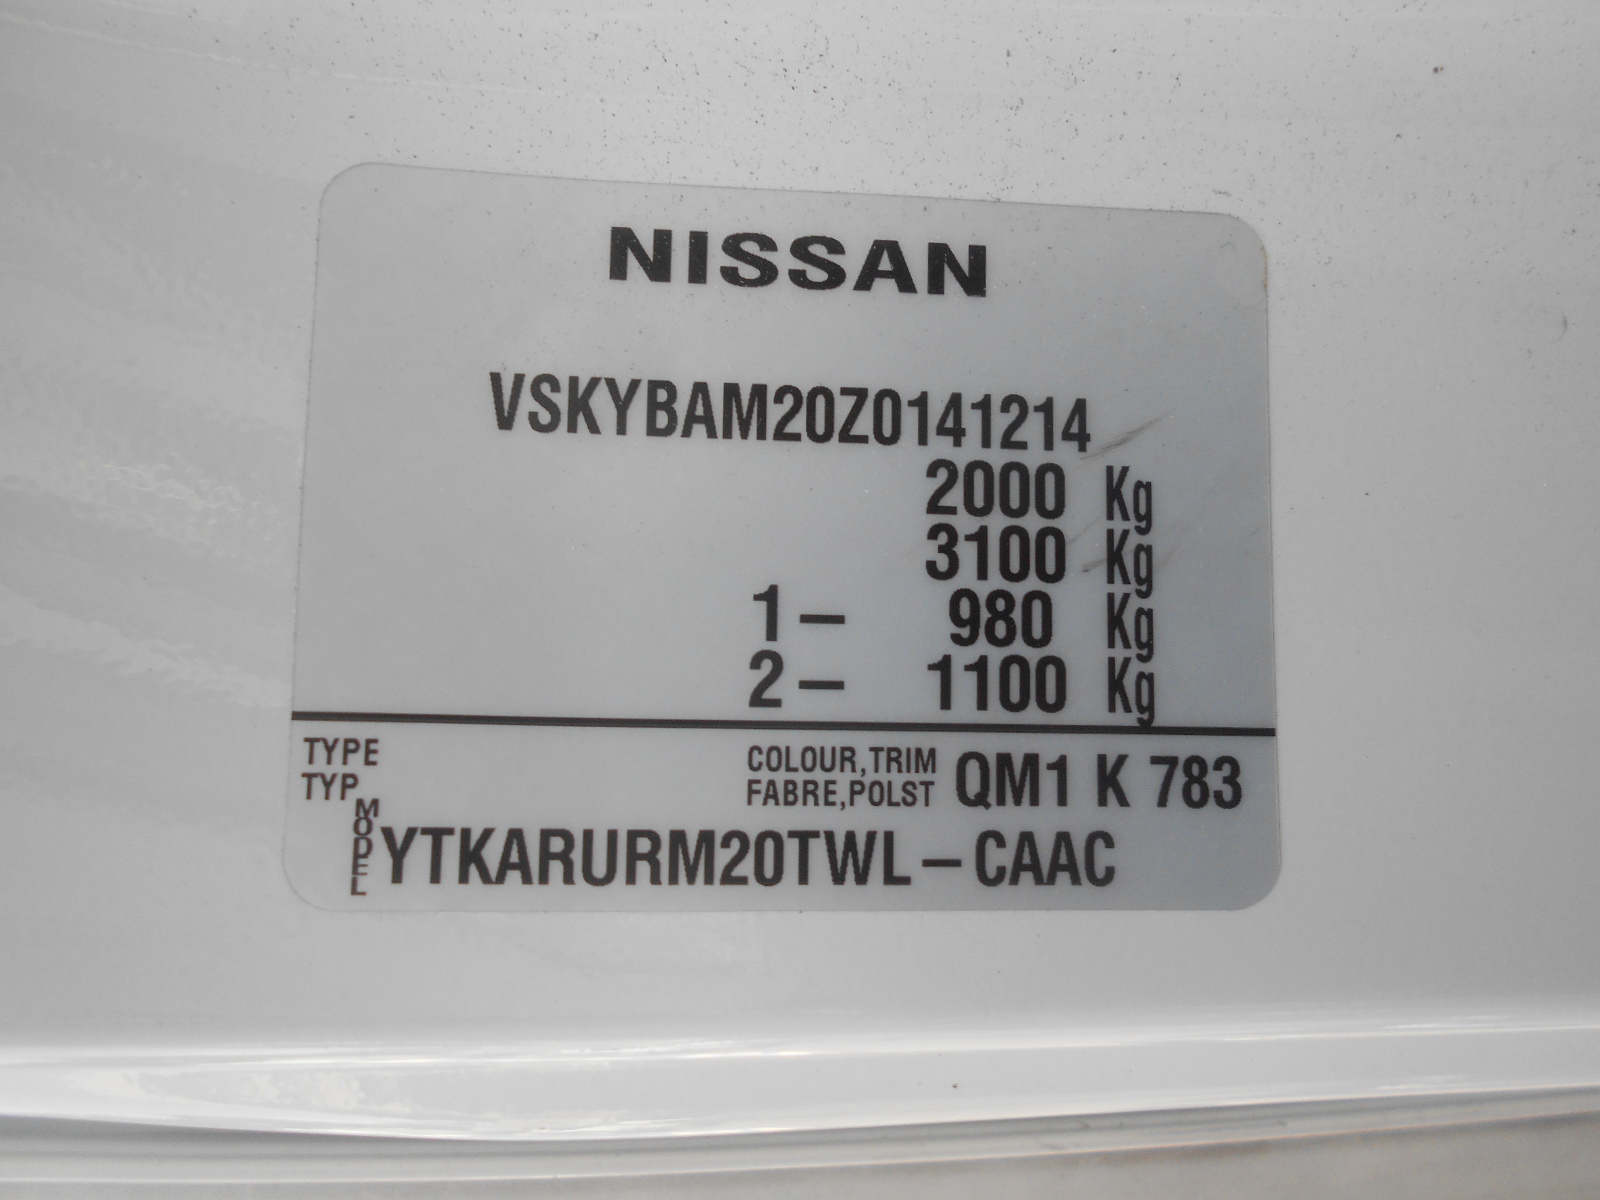 NISSAN
VSKYBAM20Z0141214
2000 Kg
3100 Kg
1– 980 Kg
2– 1100 Kg
TYPE
TYP
COLOUR,TRIM
FABRE,POLST
QM1 K 783
MODEL
YTKARURM20TWL–CAAC